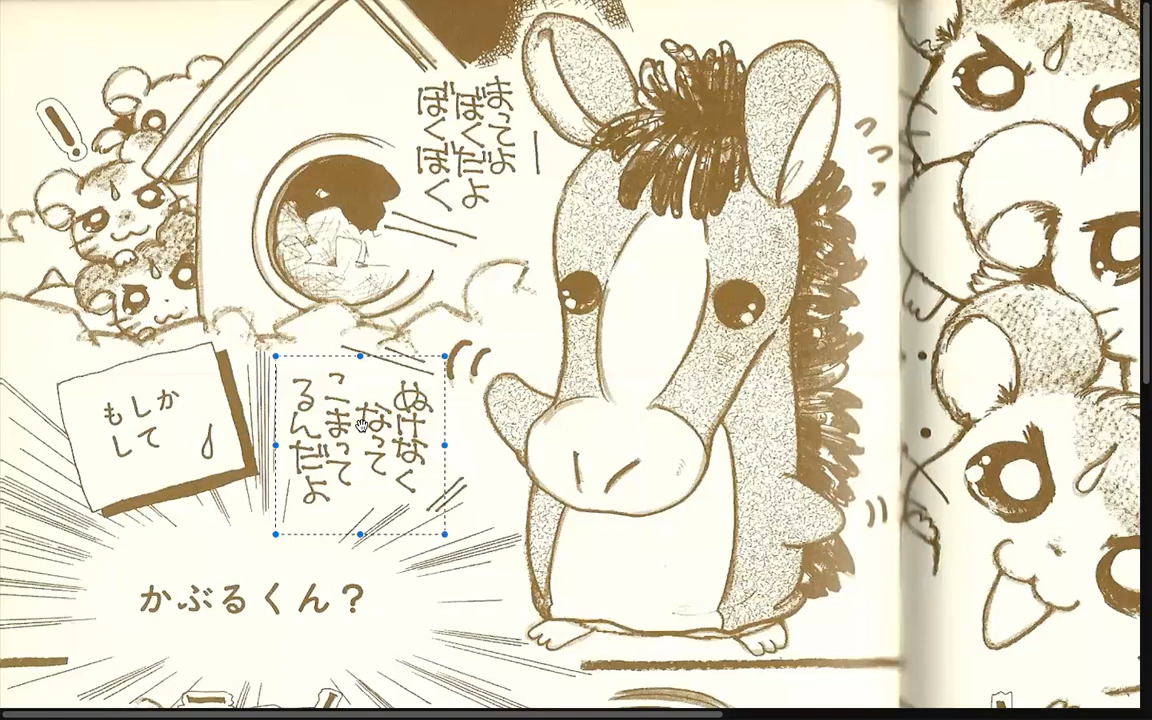 まってよ
ぼくだよ
ぼくぼく
ぬけなく
なって
こまって
るんだよ
もしか
して
かぶるくん？